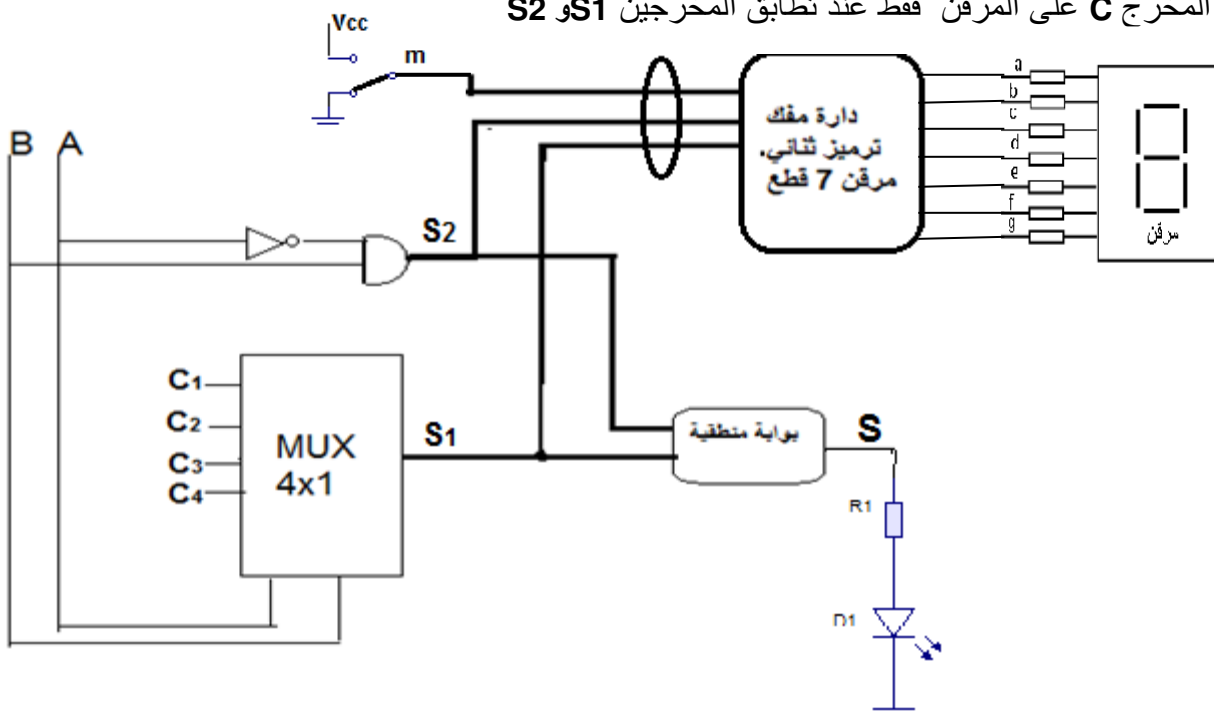 المخرج C على المرقن فقط عند تطابق المخرجين S1 و S2
Vcc
m
a
b
c
d
e
f
g
دارة مفك
ترميز ثنائي.
مرقن 7 قطع
مرقن
B A
S2
C1
C2
C3
C4
MUX
4x1
S1
بوابة منطقية
S
R1
D1